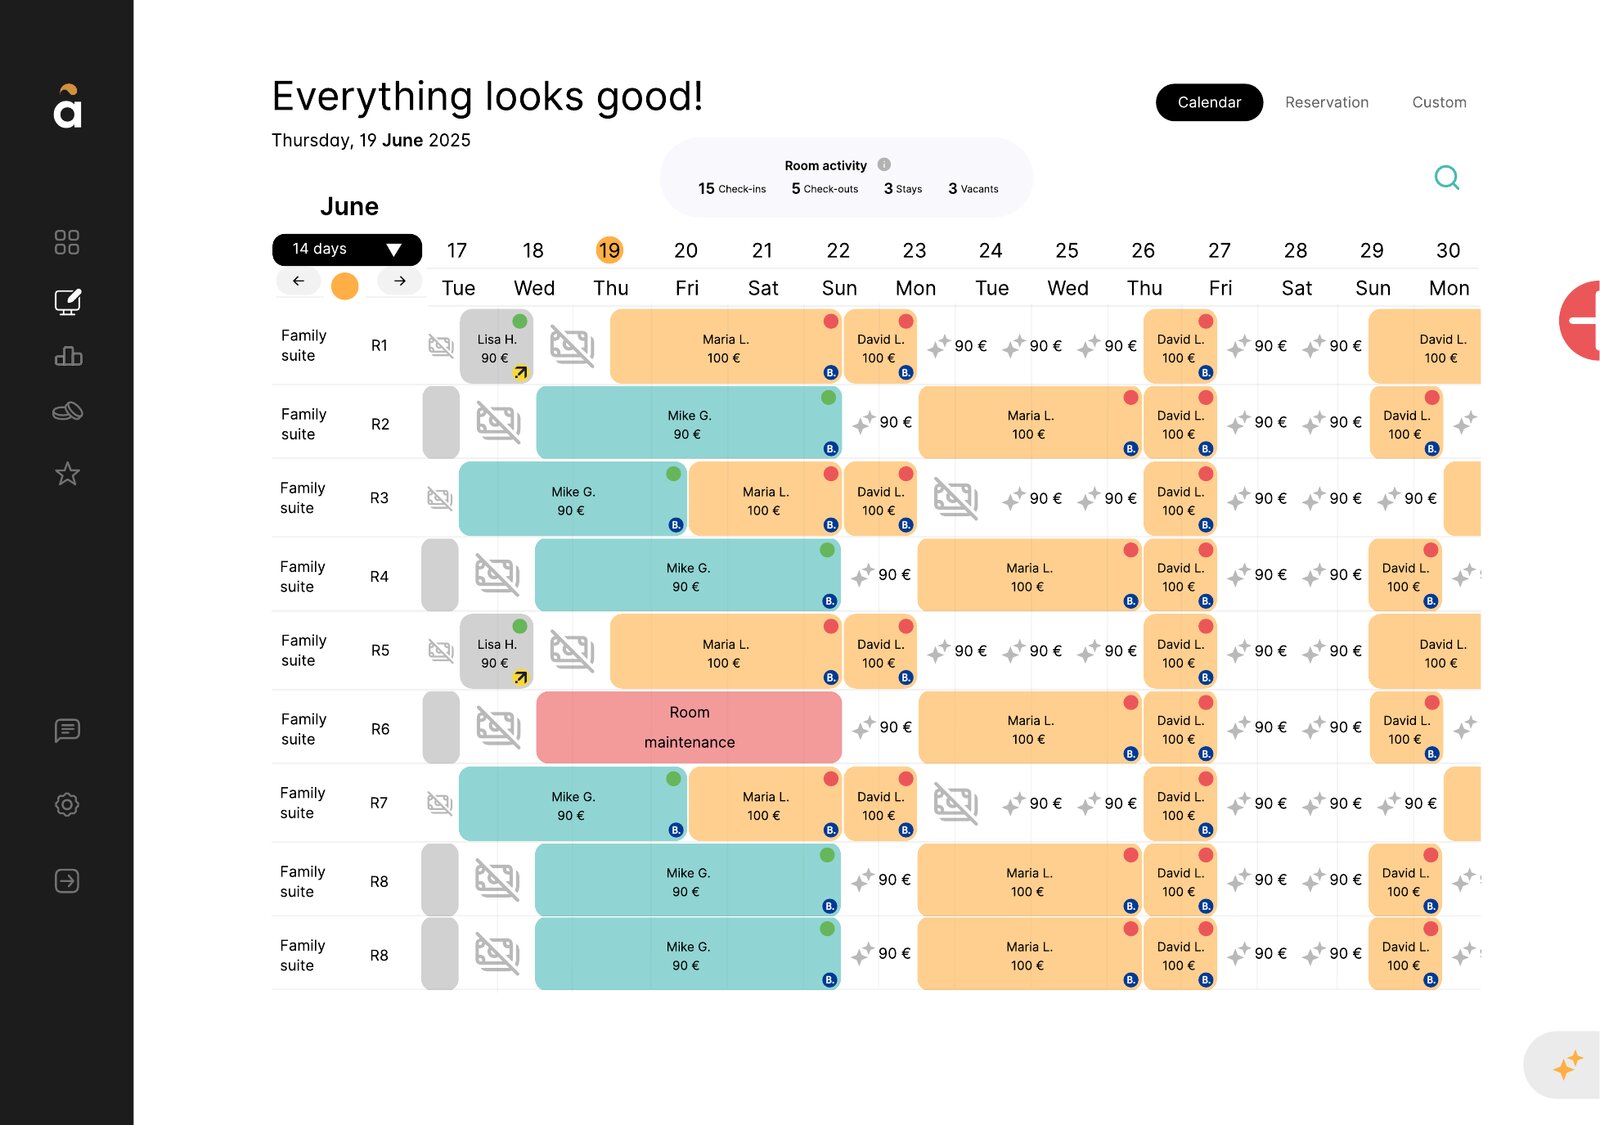 â
Everything looks good!
Thursday, 19 June 2025
Calendar Reservation Custom
Room activity i
15 Check-ins 5 Check-outs 3 Stays 3 Vacants
June
14 days
17 18 19 20 21 22 23 24 25 26 27 28 29 30
Tue Wed Thu Fri Sat Sun Mon Tue Wed Thu Fri Sat Sun Mon
Family Lisa H. Maria L. David L. David L. David L.
suite R1 90 € 100 € 100 € 90 € 90 € 90 € 100 € 90 € 90 € 100 €
B. B. B.
Family Mike G. Maria L. David L. David L.
suite R2 90 € 90 € 100 € 100 € 90 € 90 € 100 €
B. B. B. B.
Family Mike G. Maria L. David L. David L.
suite R3 90 € 100 € 100 € 90 € 90 € 100 € 90 € 90 € 90 €
B. B. B. B.
Family Mike G. Maria L. David L. David L.
suite R4 90 € 90 € 100 € 100 € 90 € 90 € 100 €
B. B. B. B.
Family Lisa H. Maria L. David L. David L. David L.
suite R5 90 € 100 € 100 € 90 € 90 € 90 € 100 € 90 € 90 € 100 €
B. B. B.
Family Room Maria L. David L. David L.
suite R6 maintenance 90 € 100 € 100 € 90 € 90 € 100 €
B. B. B.
Family Mike G. Maria L. David L. David L.
suite R7 90 € 100 € 100 € 90 € 90 € 100 € 90 € 90 € 90 €
B. B. B. B.
Family Mike G. Maria L. David L. David L.
suite R8 90 € 90 € 100 € 100 € 90 € 90 € 100 €
B. B. B. B.
Family Mike G. Maria L. David L. David L.
suite R8 90 € 90 € 100 € 100 € 90 € 90 € 100 €
B. B. B. B.